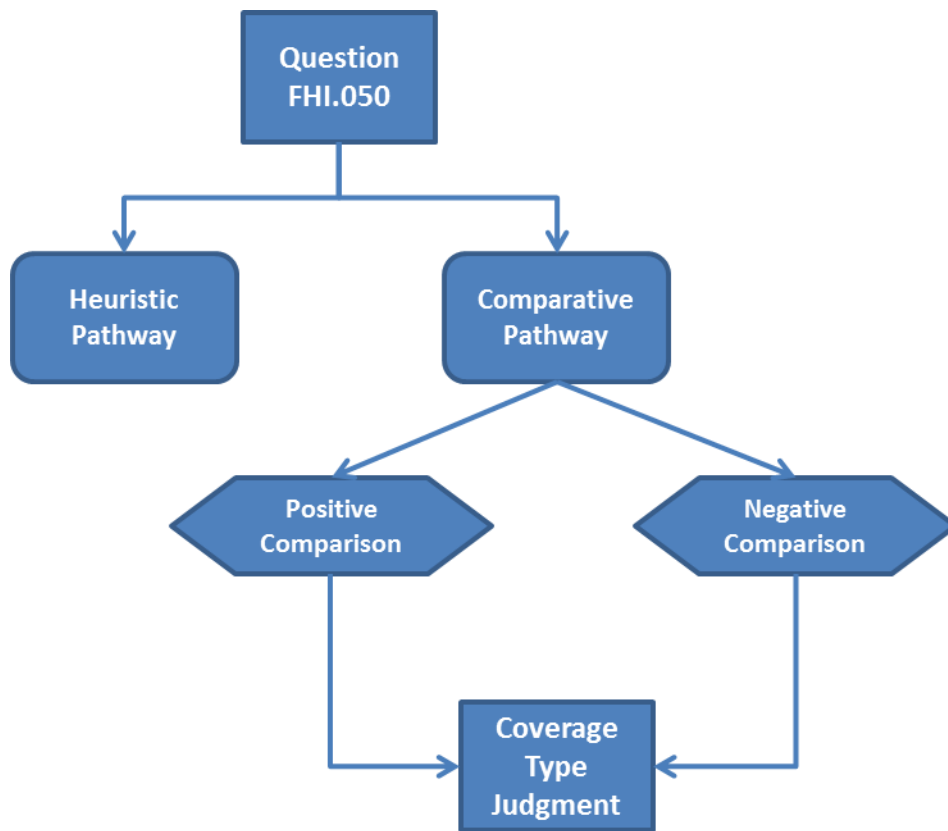 Question
FHI.050
Heuristic
Pathway
Comparative
Pathway
Positive
Comparison
Negative
Comparison
Coverage
Type
Judgment